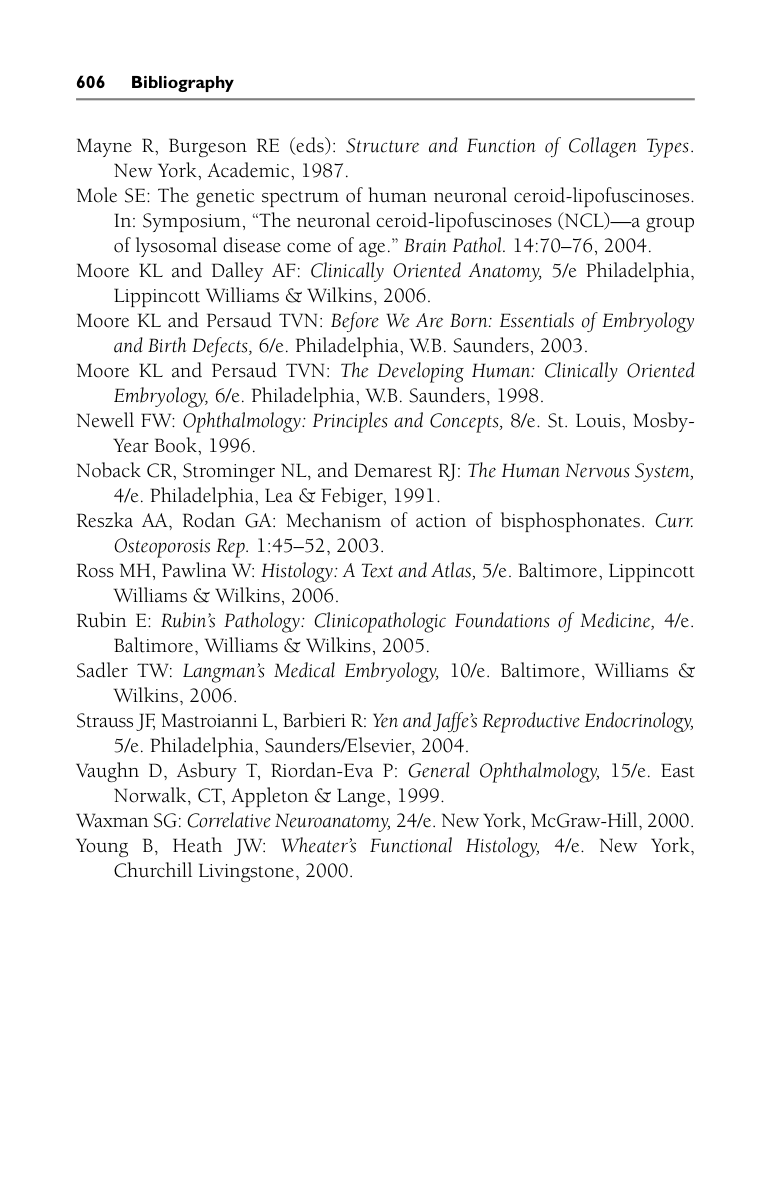 606 Bibliography
Mayne R, Burgeson RE (eds): Structure and Function of Collagen Types.
New York, Academic, 1987.
Mole SE: The genetic spectrum of human neuronal ceroid-lipofuscinoses.
In: Symposium, “The neuronal ceroid-lipofuscinoses (NCL)—a group
of lysosomal disease come of age.” Brain Pathol. 14:70–76, 2004.
Moore KL and Dalley AF: Clinically Oriented Anatomy, 5/e Philadelphia,
Lippincott Williams & Wilkins, 2006.
Moore KL and Persaud TVN: Before We Are Born: Essentials of Embryology
and Birth Defects, 6/e. Philadelphia, W.B. Saunders, 2003.
Moore KL and Persaud TVN: The Developing Human: Clinically Oriented
Embryology, 6/e. Philadelphia, W.B. Saunders, 1998.
Newell FW: Ophthalmology: Principles and Concepts, 8/e. St. Louis, Mosby-
Year Book, 1996.
Noback CR, Strominger NL, and Demarest RJ: The Human Nervous System,
4/e. Philadelphia, Lea & Febiger, 1991.
Reszka AA, Rodan GA: Mechanism of action of bisphosphonates. Curr.
Osteoporosis Rep. 1:45–52, 2003.
Ross MH, Pawlina W: Histology: A Text and Atlas, 5/e. Baltimore, Lippincott
Williams & Wilkins, 2006.
Rubin E: Rubin’s Pathology: Clinicopathologic Foundations of Medicine, 4/e.
Baltimore, Williams & Wilkins, 2005.
Sadler TW: Langman’s Medical Embryology, 10/e. Baltimore, Williams &
Wilkins, 2006.
Strauss JF, Mastroianni L, Barbieri R: Yen and Jaffe’s Reproductive Endocrinology,
5/e. Philadelphia, Saunders/Elsevier, 2004.
Vaughn D, Asbury T, Riordan-Eva P: General Ophthalmology, 15/e. East
Norwalk, CT, Appleton & Lange, 1999.
Waxman SG: Correlative Neuroanatomy, 24/e. New York, McGraw-Hill, 2000.
Young B, Heath JW: Wheater’s Functional Histology, 4/e. New York,
Churchill Livingstone, 2000.